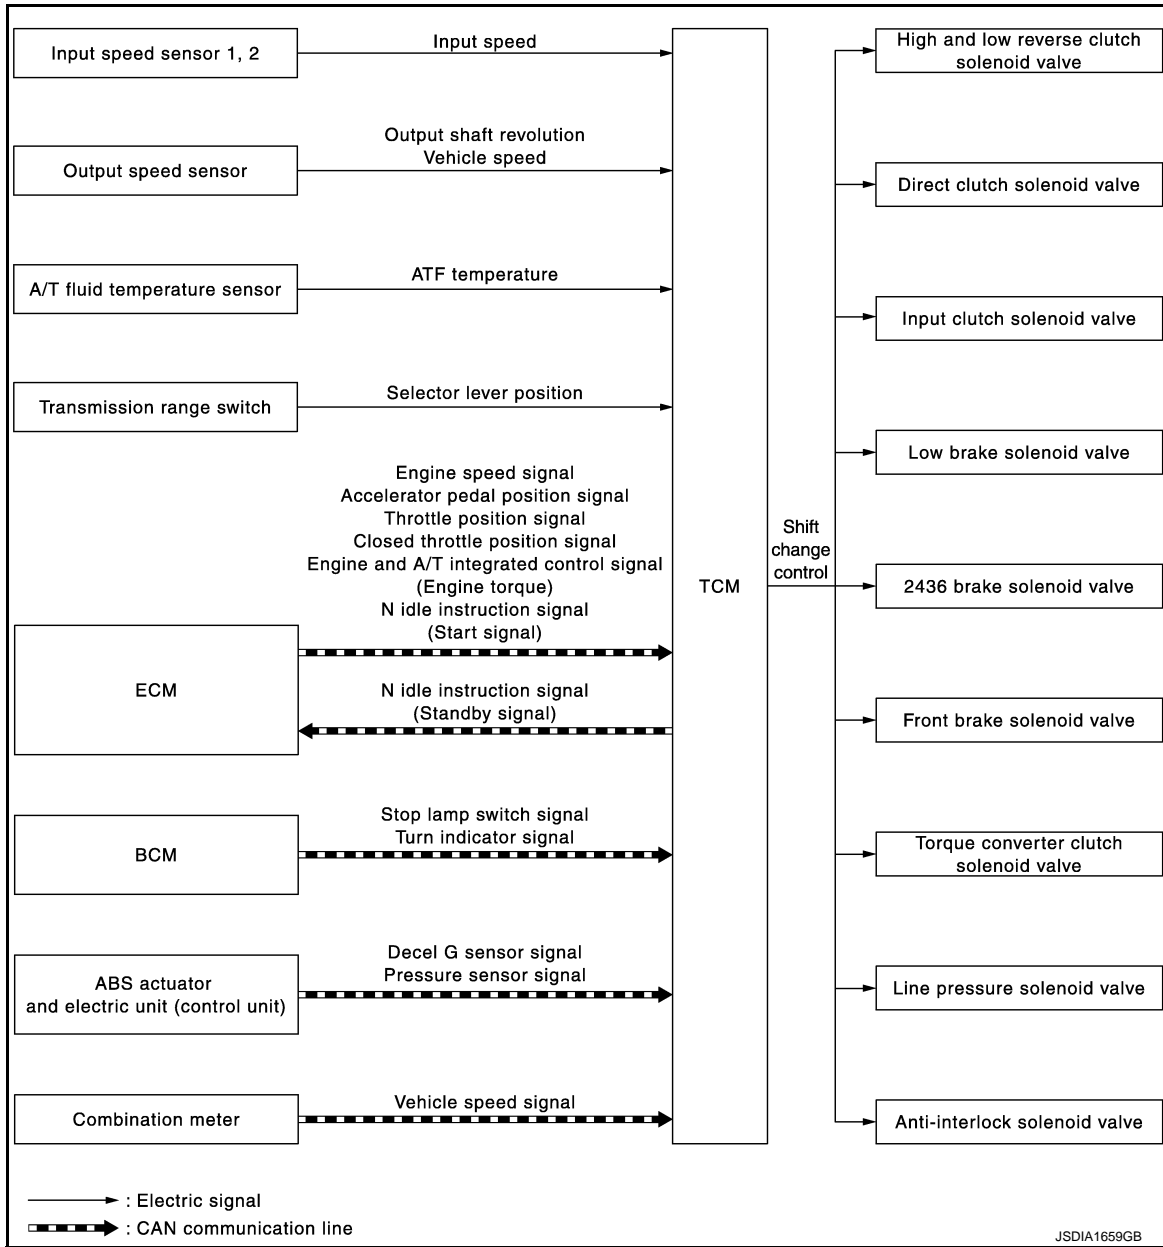 Input speed sensor 1, 2
Input speed
Output speed sensor
Output shaft revolution
Vehicle speed
A/T fluid temperature sensor
ATF temperature
Transmission range switch
Selector lever position
ECM
Engine speed signal
Accelerator pedal position signal
Throttle position signal
Closed throttle position signal
Engine and A/T integrated control signal
(Engine torque)
N idle instruction signal
(Start signal)
N idle instruction signal
(Standby signal)
BCM
Stop lamp switch signal
Turn indicator signal
ABS actuator
and electric unit (control unit)
Decel G sensor signal
Pressure sensor signal
Combination meter
Vehicle speed signal
TCM
Shift
change
control
High and low reverse clutch
solenoid valve
Direct clutch solenoid valve
Input clutch solenoid valve
Low brake solenoid valve
2436 brake solenoid valve
Front brake solenoid valve
Torque converter clutch
solenoid valve
Line pressure solenoid valve
Anti-interlock solenoid valve
: Electric signal
: CAN communication line
JSDIA1659GB